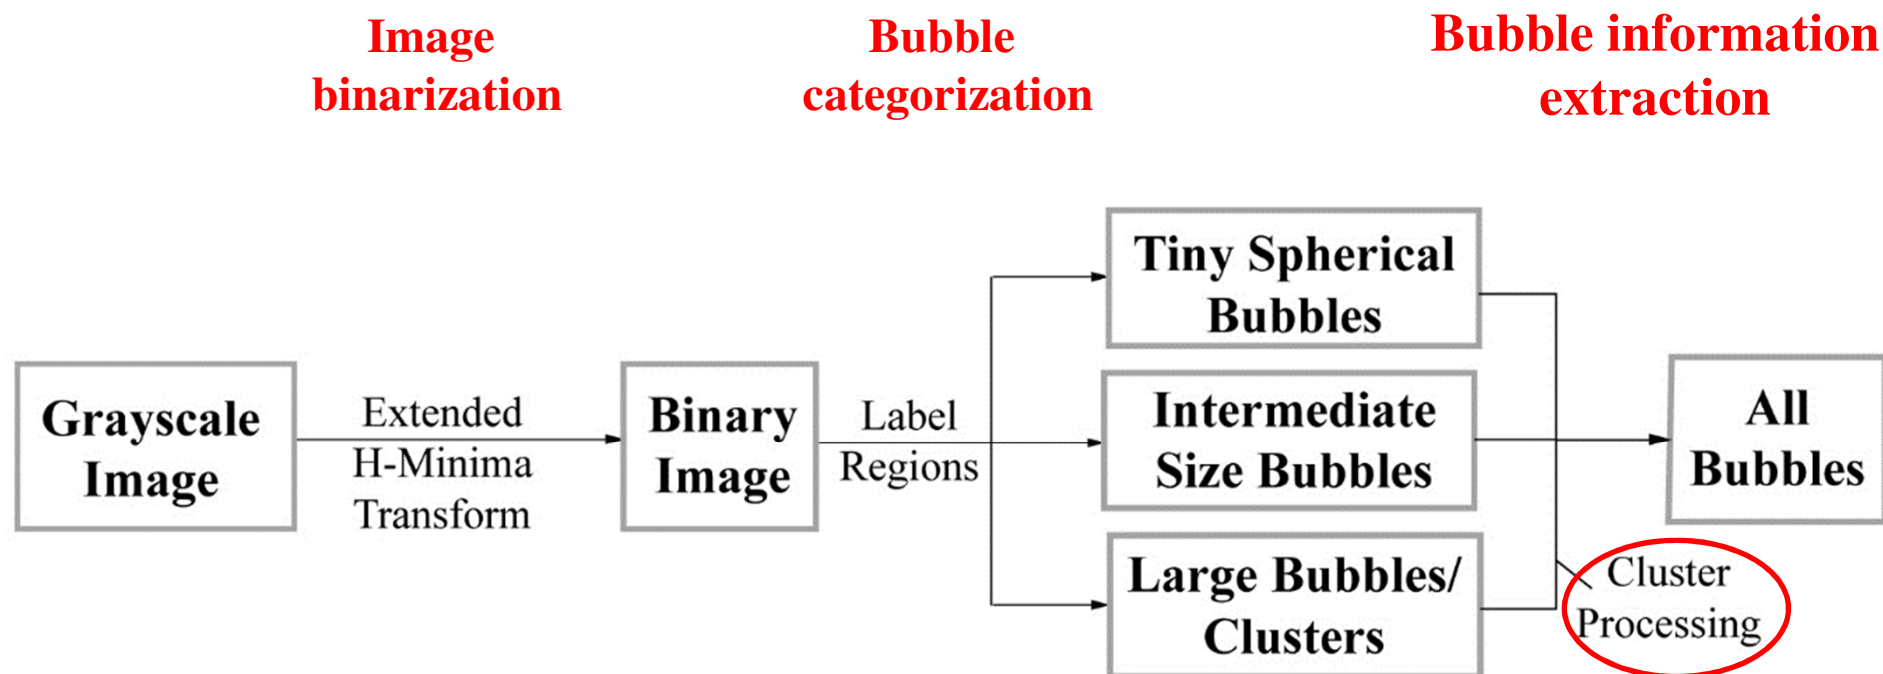 Image
binarization
Bubble
categorization
Bubble information
extraction
Grayscale
Image
Extended
H-Minima
Transform
Binary
Image
Label
Regions
Tiny Spherical
Bubbles
Intermediate
Size Bubbles
Large Bubbles/
Clusters
Cluster
Processing
All
Bubbles